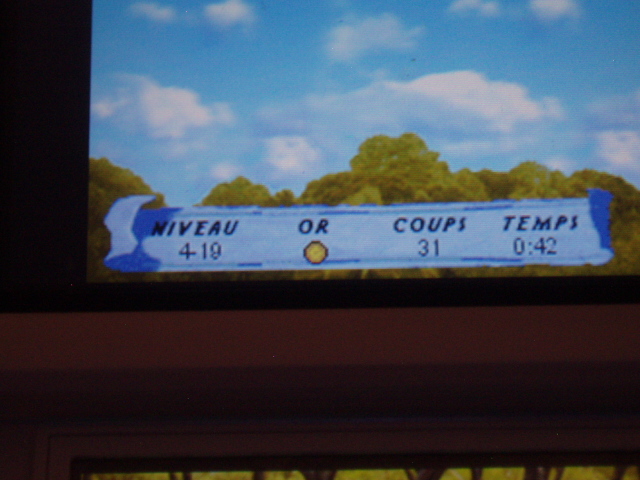 NIVEAU OR COUPS TEMPS
4-19 31 0:42